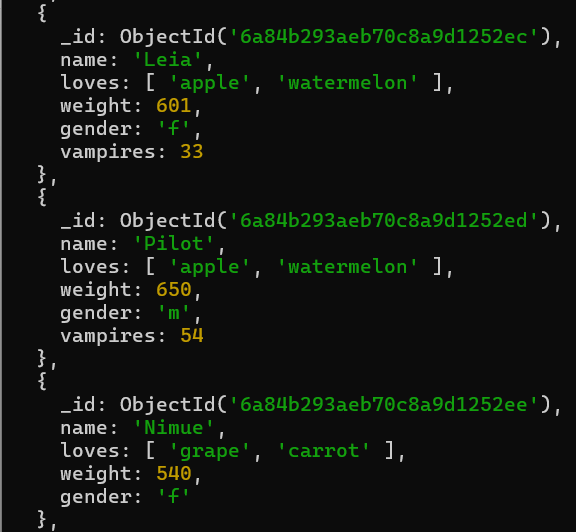 {
_id: ObjectId('6a84b293aeb70c8a9d1252ec'),
name: 'Leia',
loves: [ 'apple', 'watermelon' ],
weight: 601,
gender: 'f',
vampires: 33
},
{
_id: ObjectId('6a84b293aeb70c8a9d1252ed'),
name: 'Pilot',
loves: [ 'apple', 'watermelon' ],
weight: 650,
gender: 'm',
vampires: 54
},
{
_id: ObjectId('6a84b293aeb70c8a9d1252ee'),
name: 'Nimue',
loves: [ 'grape', 'carrot' ],
weight: 540,
gender: 'f'
},